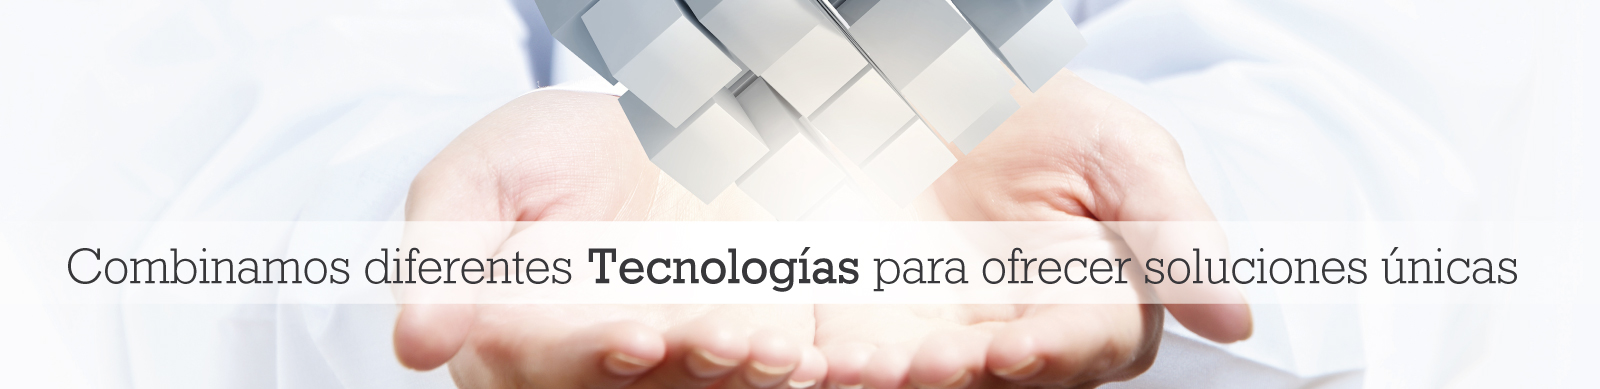 Combinamos diferentes Tecnologías para ofrecer soluciones únicas